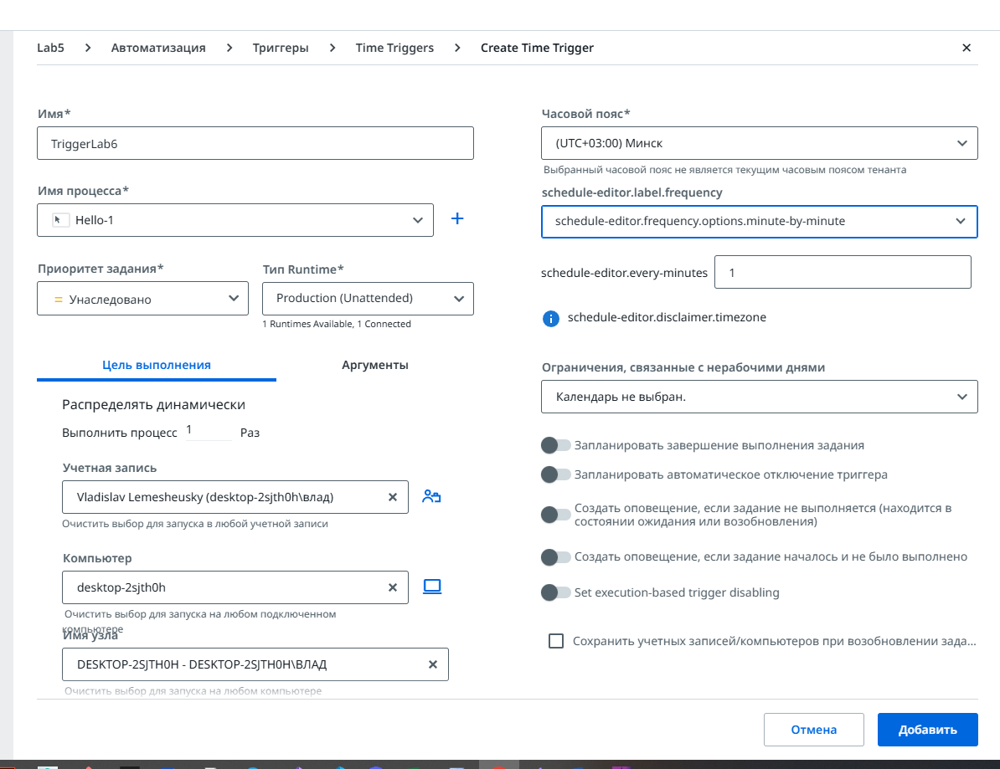 Lab5 > Автоматизация > Триггеры > Time Triggers > Create Time Trigger
Имя*
TriggerLab6
Имя процесса*
Hello-1
Приоритет задания*
Унаследовано
Тип Runtime*
Production (Unattended)
1 Runtimes Available, 1 Connected
Цель выполнения
Аргументы
Распределять динамически
Выполнить процесс 1 Раз
Учетная запись
Vladislav Lemesheusky (desktop-2sjth0h\влад)
Очистить выбор для запуска в любой учетной записи
Компьютер
desktop-2sjth0h
Очистить выбор для запуска на любом подключенном
компьютере
Имя узла
DESKTOP-2SJTH0H - DESKTOP-2SJTH0H\ВЛАД
Очистить выбор для запуска на любом компьютере
Часовой пояс*
(UTC+03:00) Минск
Выбранный часовой пояс не является текущим часовым поясом тенанта
schedule-editor.label.frequency
schedule-editor.frequency.options.minute-by-minute
schedule-editor.every-minutes 1
schedule-editor.disclaimer.timezone
Ограничения, связанные с нерабочими днями
Календарь не выбран.
Запланировать завершение выполнения задания
Запланировать автоматическое отключение триггера
Создать оповещение, если задание не выполняется (находится в
состоянии ожидания или возобновления)
Создать оповещение, если задание началось и не было выполнено
Set execution-based trigger disabling
Сохранить учетных записей/компьютеров при возобновлении зада...
Отмена
Добавить